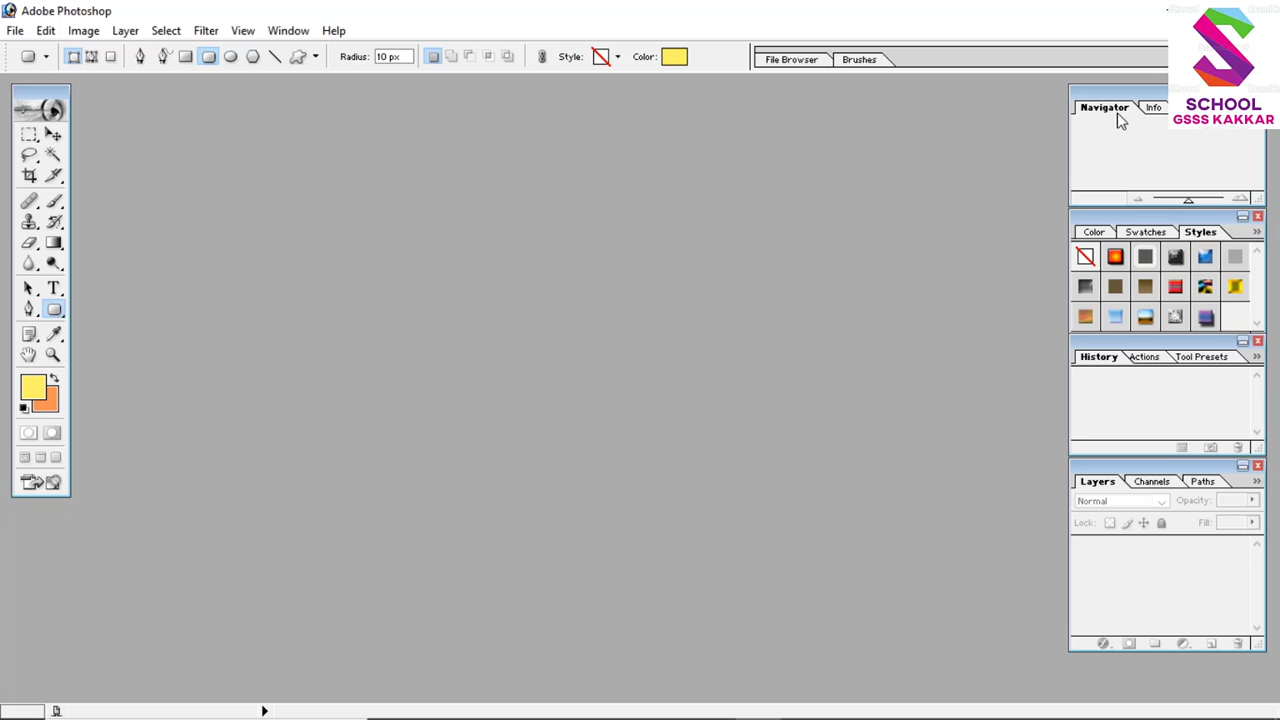 Adobe Photoshop
File Edit Image Layer Select Filter View Window Help
Radius: 10 px Style: Color: File Browser Brushes
SCHOOL
GSSS KAKKAR
Navigator Info
Color Swatches Styles
History Actions Tool Presets
Layers Channels Paths
Normal Opacity:
Lock: Fill: